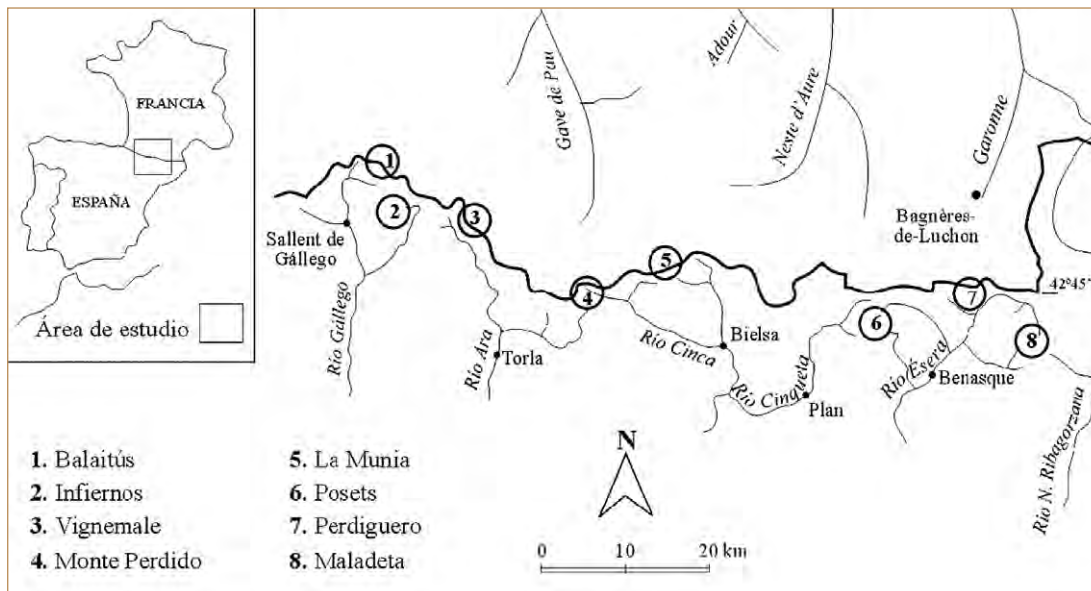 FRANCIA
ESPAÑA
Área de estudio
Gave de Pau
Adour
Neste d'Aure
Garonne
Bagnères-
de-Luchon
1
2
3
4
5
6
7
8
42º45'
Sallent de
Gállego
Río Gállego
Río Ara
Torla
Río Cinca
Bielsa
Río Cinqueta
Plan
Río Ésera
Benasque
Río N. Ribagorzana
N
0 10 20 km
1. Balaitús
2. Infiernos
3. Vignemale
4. Monte Perdido
5. La Munia
6. Posets
7. Perdiguero
8. Maladeta